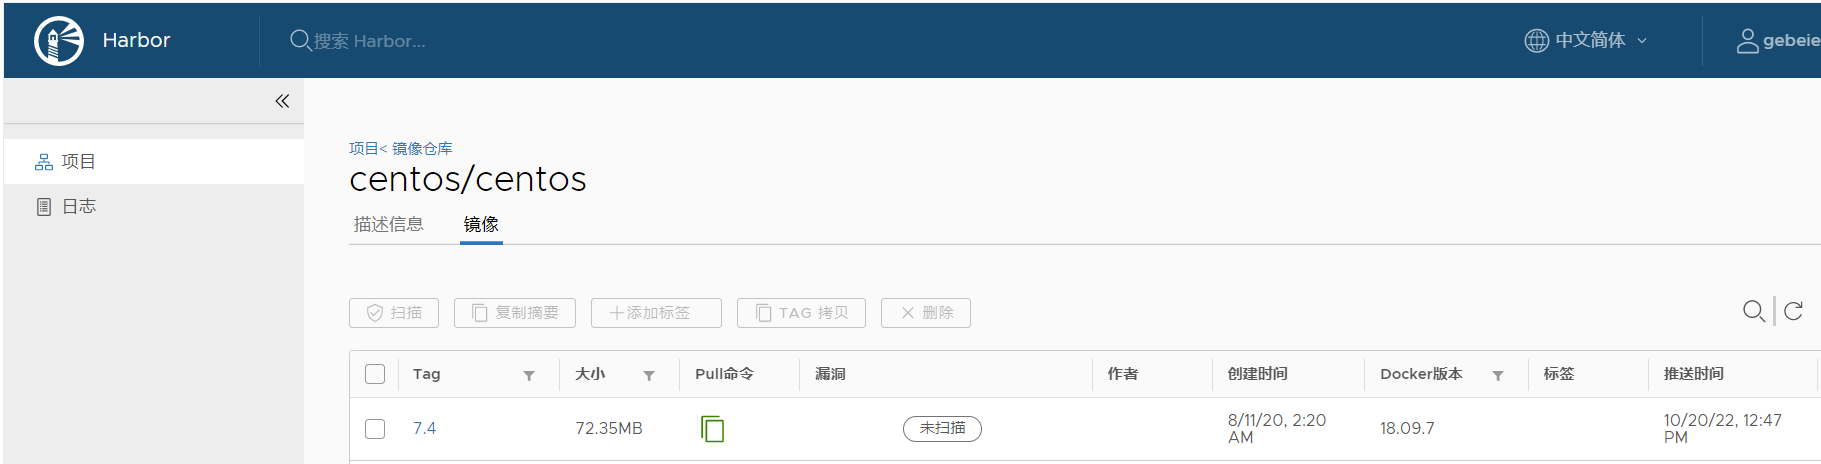 Harbor
搜索 Harbor...
中文简体
gebeie
项目
日志
项目< 镜像仓库
centos/centos
描述信息 镜像
扫描 复制摘要 添加标签 TAG 拷贝 删除
Tag 大小 Pull命令 漏洞 作者 创建时间 Docker版本 标签 推送时间
7.4 72.35MB 未扫描 8/11/20, 2:20 AM 18.09.7 10/20/22, 12:47 PM